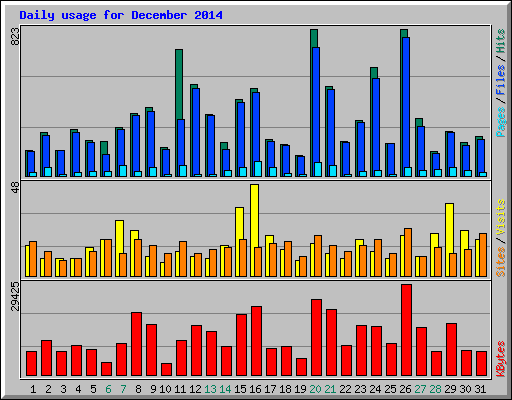 Daily usage for December 2014
823
Pages / Files / Hits
48
Sites / Visits
29425
KBytes
1 2 3 4 5 6 7 8 9 10 11 12 13 14 15 16 17 18 19 20 21 22 23 24 25 26 27 28 29 30 31